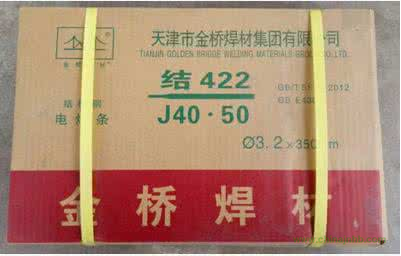 天津市金桥焊材集团有限公司
TIANJIN GOLDEN BRIDGE WELDING MATERIALS GROUP CO., LTD
结422
J40·50
电焊条
Ø3.2×350mm
金桥焊材